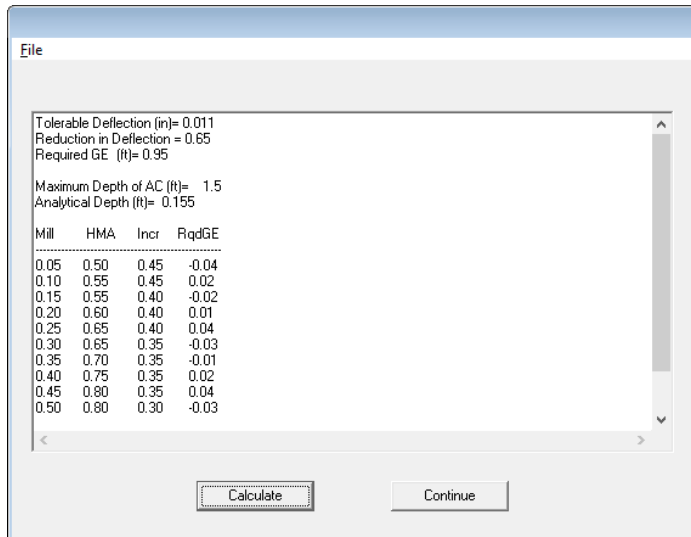 File
Tolerable Deflection (in)= 0.011
Reduction in Deflection = 0.65
Required GE (ft)= 0.95
Maximum Depth of AC (ft)= 1.5
Analytical Depth (ft)= 0.155
Mill HMA Incr RqdGE
----------------------------------------------
0.05 0.50 0.45 -0.04
0.10 0.55 0.45 0.02
0.15 0.55 0.40 -0.02
0.20 0.60 0.40 0.01
0.25 0.65 0.40 0.04
0.30 0.65 0.35 -0.03
0.35 0.70 0.35 -0.01
0.40 0.75 0.35 0.02
0.45 0.80 0.35 0.04
0.50 0.80 0.30 -0.03
Calculate Continue